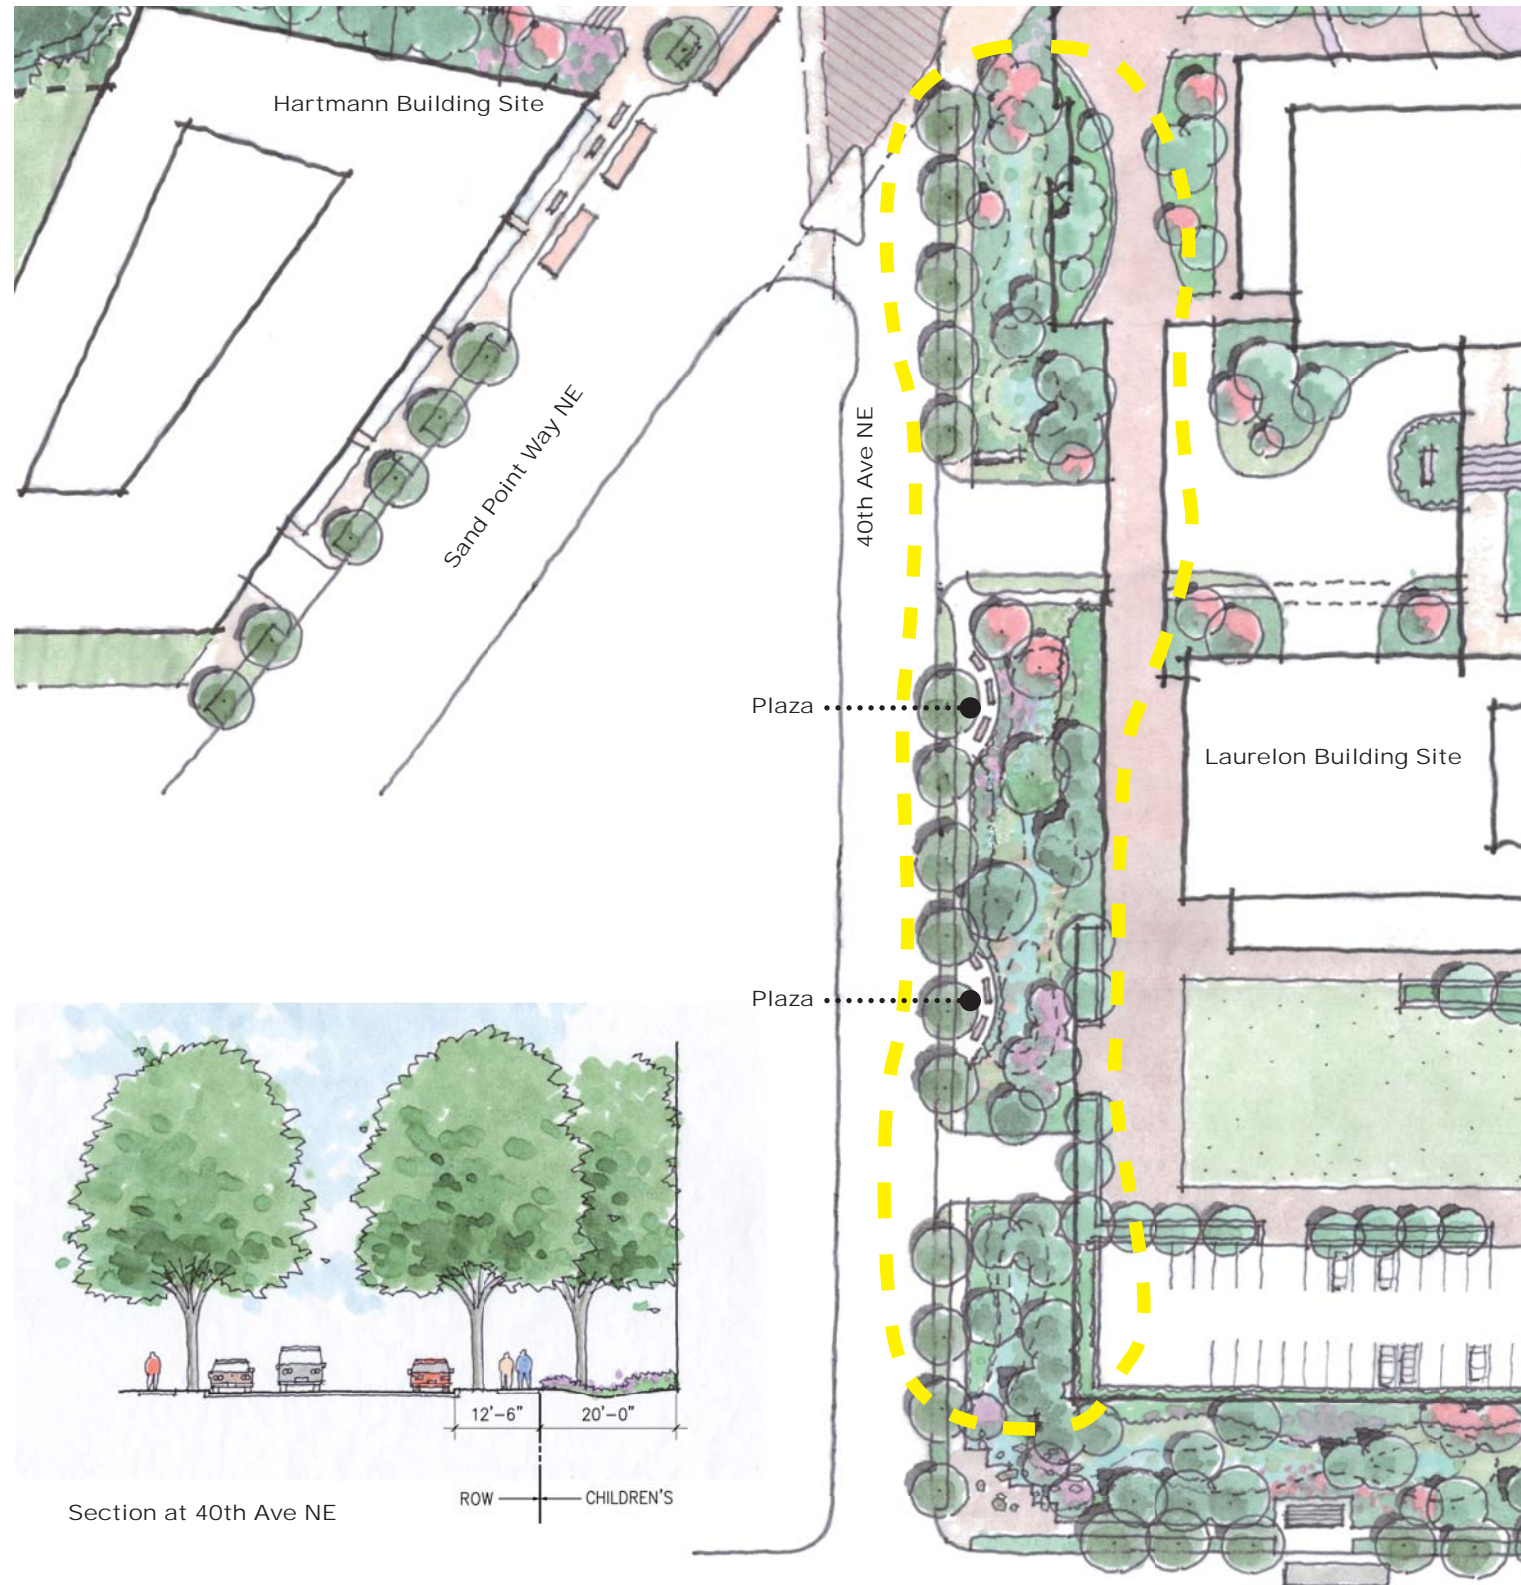 Hartmann Building Site
Sand Point Way NE
40th Ave NE
Plaza
Laurelon Building Site
Plaza
12'-6"
20'-0"
ROW
CHILDREN'S
Section at 40th Ave NE